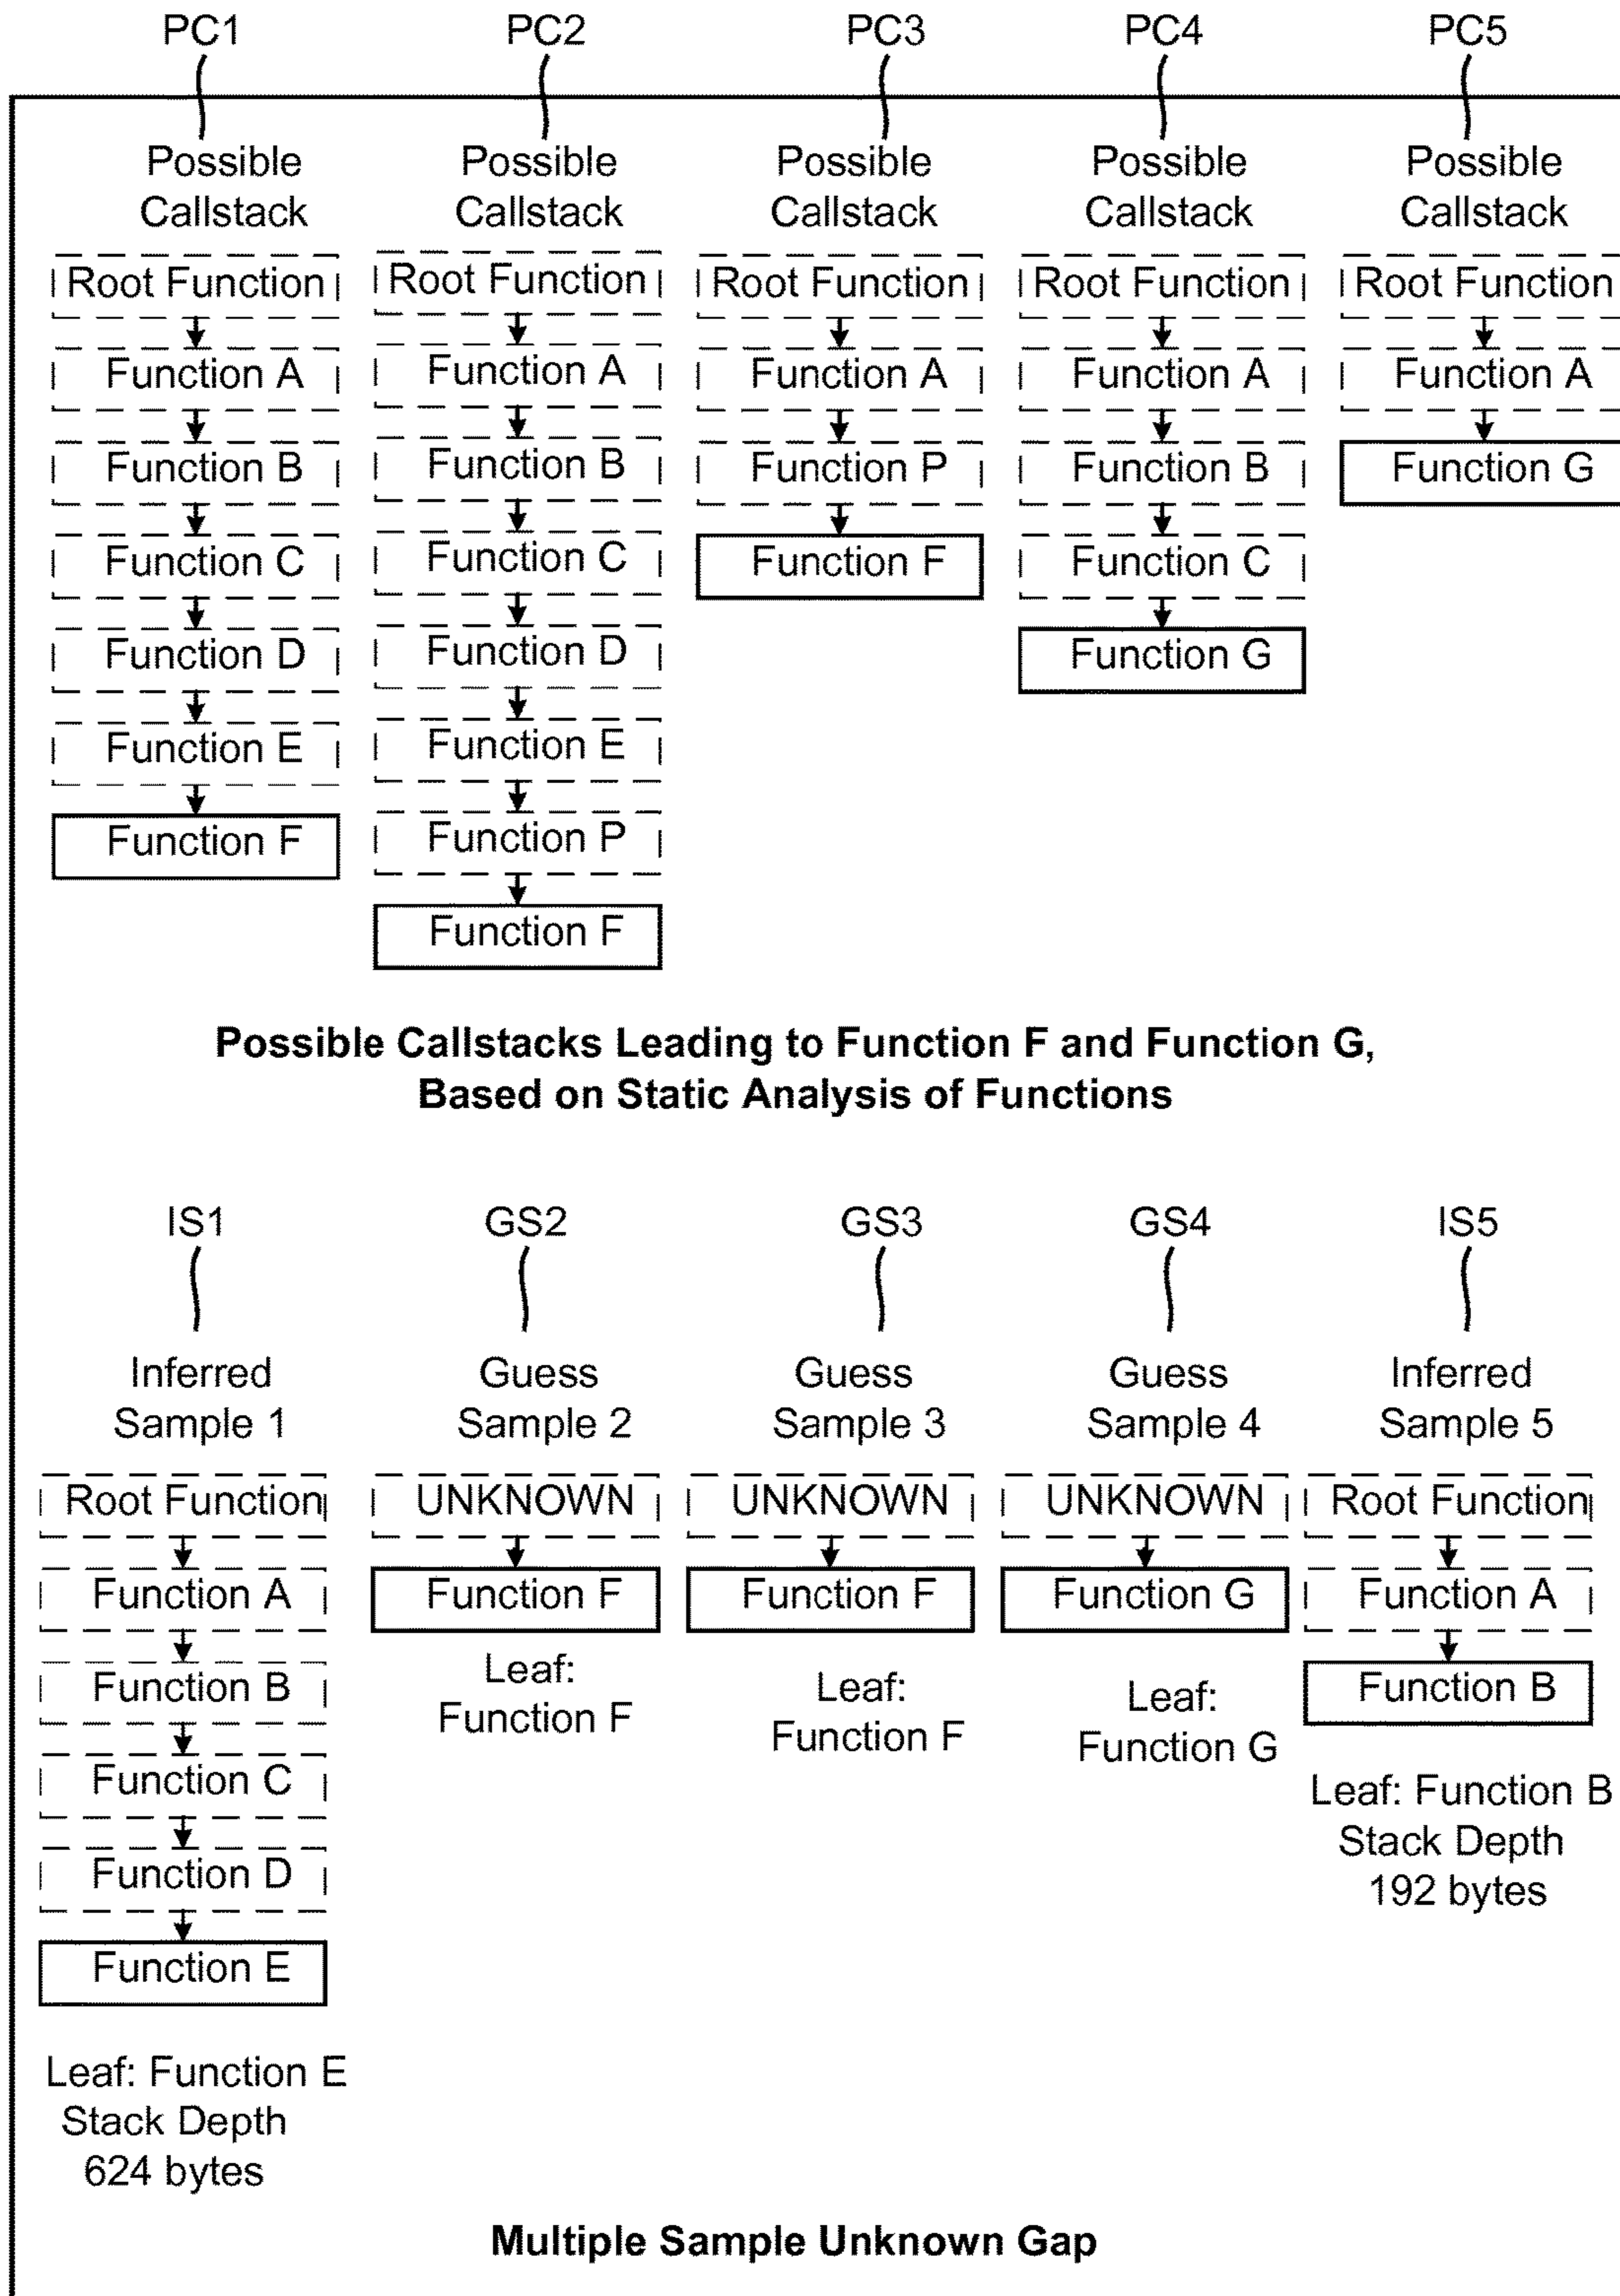 PC1 PC2 PC3 PC4 PC5
Possible Callstack
Possible Callstack
Possible Callstack
Possible Callstack
Possible Callstack
Root Function
Function A
Function B
Function C
Function D
Function E
Function F
Root Function
Function A
Function B
Function C
Function D
Function E
Function P
Function F
Root Function
Function A
Function P
Function F
Root Function
Function A
Function B
Function C
Function G
Root Function
Function A
Function G
Possible Callstacks Leading to Function F and Function G,
Based on Static Analysis of Functions
IS1 GS2 GS3 GS4 IS5
Inferred
Sample 1
Root Function
Function A
Function B
Function C
Function D
Function E
Leaf: Function E
Stack Depth
624 bytes
Guess
Sample 2
UNKNOWN
Function F
Leaf:
Function F
Guess
Sample 3
UNKNOWN
Function F
Leaf:
Function F
Guess
Sample 4
UNKNOWN
Function G
Leaf:
Function G
Inferred
Sample 5
Root Function
Function A
Function B
Leaf: Function B
Stack Depth
192 bytes
Multiple Sample Unknown Gap